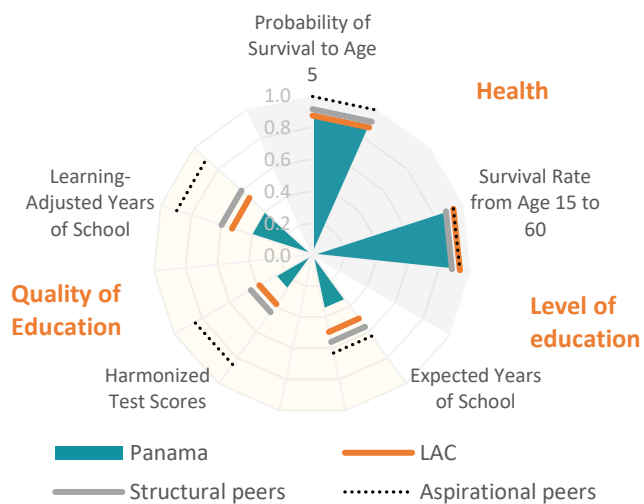 Probability of
Survival to Age
5
Health
1.0
0.8
0.6
0.4
0.2
0.0
Learning-
Adjusted Years
of School
Survival Rate
from Age 15 to
60
Quality of
Education
Level of
education
Harmonized
Test Scores
Expected Years
of School
Panama
LAC
Structural peers
Aspirational peers